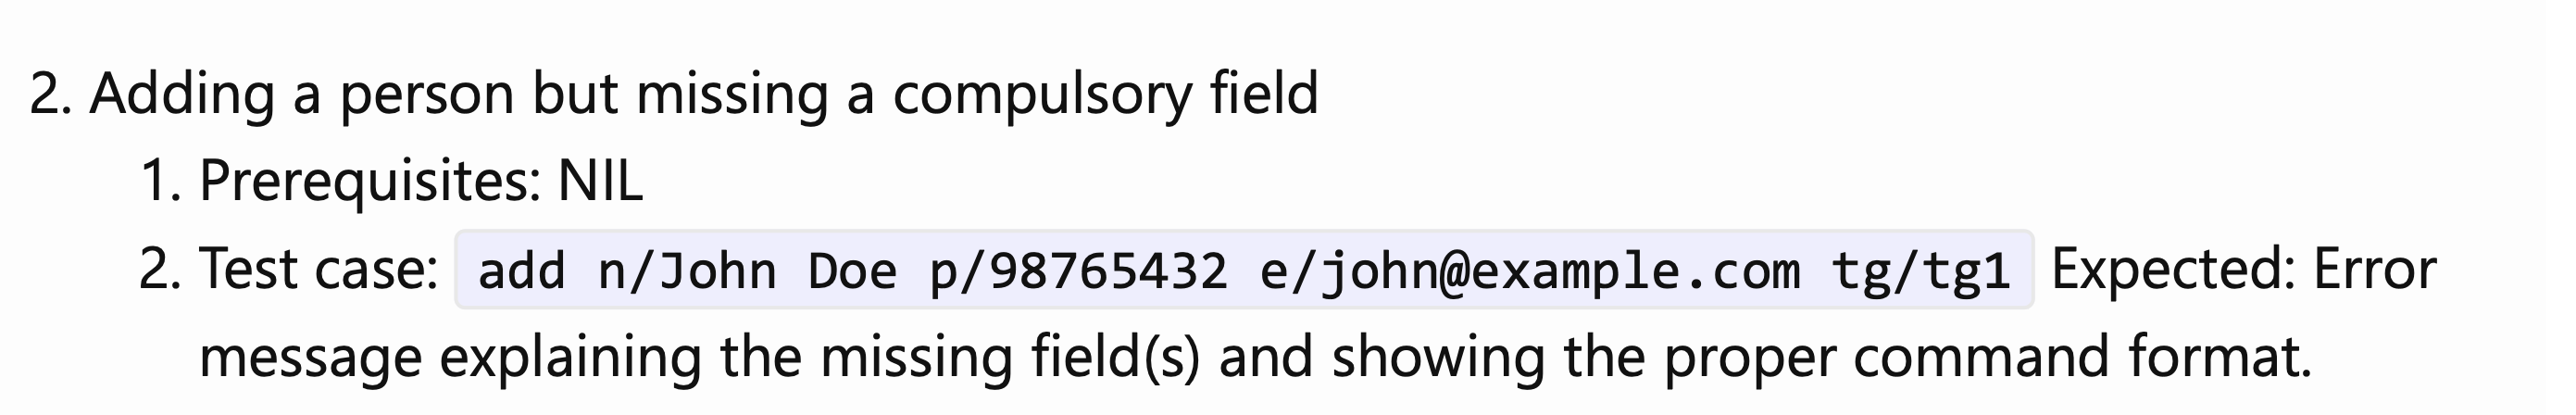 2. Adding a person but missing a compulsory field
1. Prerequisites: NIL
2. Test case: add n/John Doe p/98765432 e/john@example.com tg/tg1 Expected: Error
message explaining the missing field(s) and showing the proper command format.